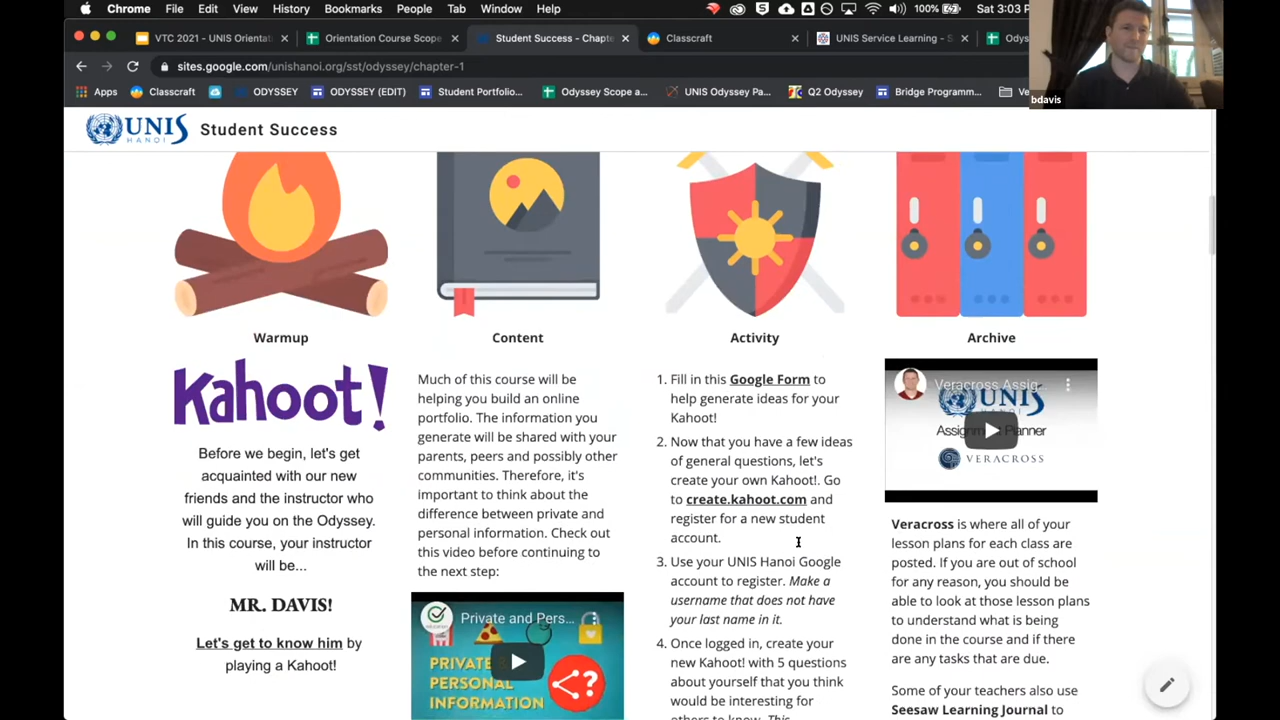 Chrome File Edit View History Bookmarks People Tab Window Help 100% Sat 3:03 P
VTC 2021 - UNIS Orientat
Orientation Course Scope
Student Success - Chapte
Classcraft
UNIS Service Learning - S
Odys
sites.google.com/unishanoi.org/sst/odyssey/chapter-1
bdavis
Apps Classcraft ODYSSEY ODYSSEY (EDIT) Student Portfolio... Odyssey Scope a... UNIS Odyssey Pa... Q2 Odyssey Bridge Programm... Ve
UNIS
HANOI
Student Success
Warmup
Kahoot!
Before we begin, let's get
acquainted with our new
friends and the instructor who
will guide you on the Odyssey.
In this course, your instructor
will be...
MR. DAVIS!
Let's get to know him by
playing a Kahoot!
Content
Much of this course will be
helping you build an online
portfolio. The information you
generate will be shared with your
parents, peers and possibly other
communities. Therefore, it's
important to think about the
difference between private and
personal information. Check out
this video before continuing to
the next step:
Private and Pers...
PRIVATE
PERSONAL
INFORMATION
Activity
1. Fill in this Google Form to
help generate ideas for your
Kahoot!
2. Now that you have a few ideas
of general questions, let's
create your own Kahoot!. Go
to create.kahoot.com and
register for a new student
account.
3. Use your UNIS Hanoi Google
account to register. Make a
username that does not have
your last name in it.
4. Once logged in, create your
new Kahoot! with 5 questions
about yourself that you think
would be interesting for
others to know. This
Archive
Veracross Assig...
UNIS
HANOI
Assignment Planner
VERACROSS
Veracross is where all of your
lesson plans for each class are
posted. If you are out of school
for any reason, you should be
able to look at those lesson plans
to understand what is being
done in the course and if there
are any tasks that are due.
Some of your teachers also use
Seesaw Learning Journal to